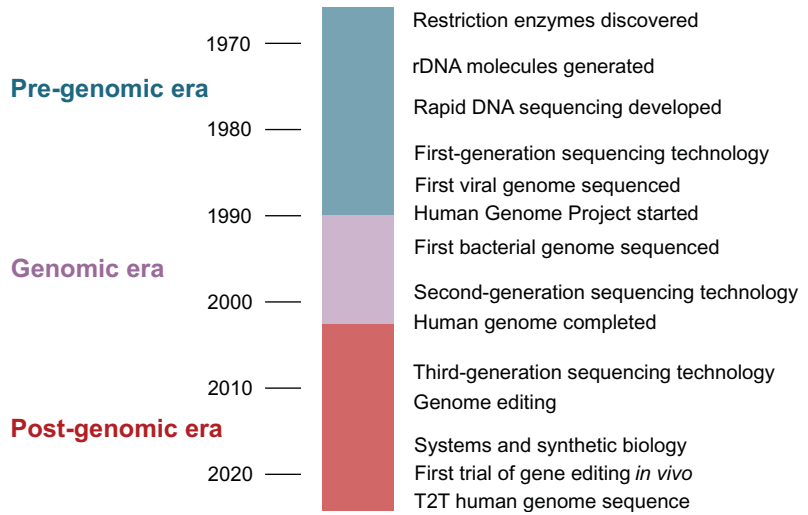 Restriction enzymes discovered
1970
rDNA molecules generated
Pre-genomic era
Rapid DNA sequencing developed
1980
First-generation sequencing technology
First viral genome sequenced
1990
Human Genome Project started
First bacterial genome sequenced
Genomic era
Second-generation sequencing technology
2000
Human genome completed
Third-generation sequencing technology
2010
Genome editing
Post-genomic era
Systems and synthetic biology
2020
First trial of gene editing in vivo
T2T human genome sequence